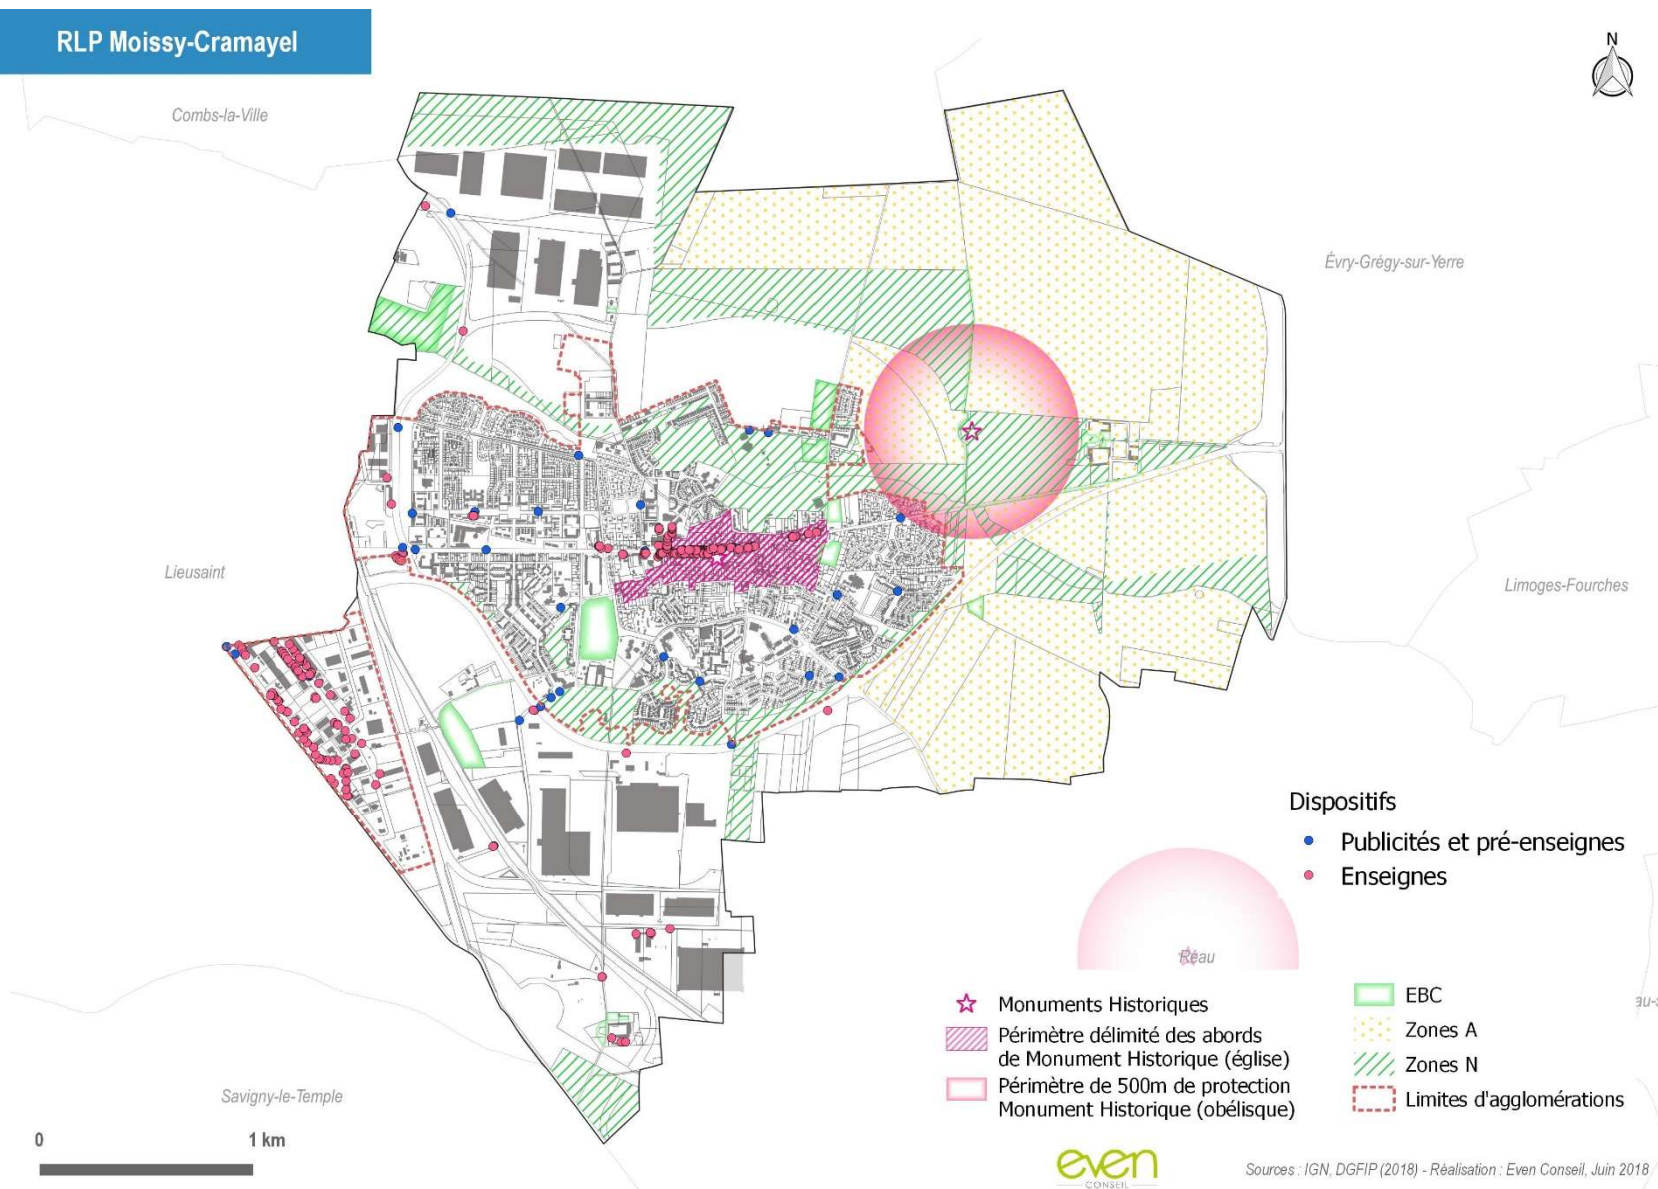 RLP Moissy-Cramayel
N
Combs-la-Ville
Évry-Grégy-sur-Yerre
Lieusaint
Limoges-Fourches
Dispositifs
Publicités et pré-enseignes
Enseignes
Réau
Monuments Historiques
Périmètre délimité des abords
de Monument Historique (église)
Périmètre de 500m de protection
Monument Historique (obélisque)
EBC
Zones A
Zones N
Limites d'agglomérations
Savigny-le-Temple
0 1 km
even
CONSEIL
Sources : IGN, DGFIP (2018) - Réalisation : Even Conseil, Juin 2018